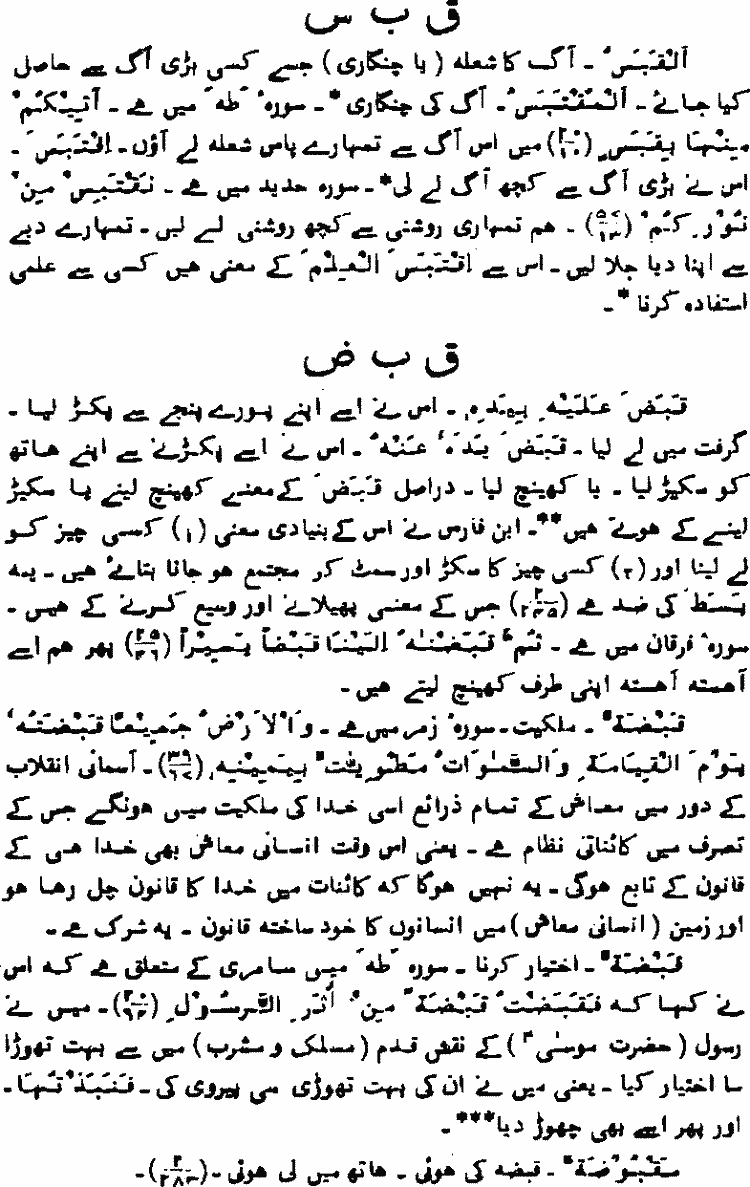 ق ب س
اَلْقَبَسُ ۔ آگ کا شعلہ ( یا چنگاری ) جسے کسی بڑی آگ سے حاصل
کیا جائے ۔ اَلْمُقْتَبَسُ۔ آگ کی چنگاری * ۔ سورہ ٔ طٰہٰ میں ہے ۔ اٰتِیْکُمْ
مِنْہَا بِقَبَسٍ (۲۰/۱۰) میں اس آگ سے تمہارے پاس شعلہ لے آؤں ۔ اِقْتَبَسَ ۔
اس نے بڑی آگ سے کچھ آگ لے لی* ۔ سورہ حدید میں ہے ۔ نَقْتَبِسْ مِنْ
نُوْرِکُمْ (۵۷/۱۳) ۔ ہم تمہاری روشنی سے کچھ روشنی لے لیں ۔ تمہارے دیے
سے اپنا دیا جلا لیں ۔ اس سے اِقْتَبَسَ الْعِلْمَ کے معنی ہیں کسی سے علمی
استفادہ کرنا * ۔
ق ب ض
قَبَضَ عَلَیْہِ بِیَدِہٖ ۔ اس نے اسے اپنے پورے پنجے سے پکڑ لیا ۔
گرفت میں لے لیا ۔ قَبَضَ یَدَہٗ عَنْہُ ۔ اس نے اسے پکڑنے سے اپنے ہاتھ
کو سکیڑ لیا ۔ یا کھینچ لیا ۔ دراصل قَبَضَ کے معنے کھینچ لینے یا سکیڑ
لینے کے ہوتے ہیں** ۔ ابن فارس نے اس کے بنیادی معنی (۱) کسی چیز کو
لے لینا اور (۲) کسی چیز کا سکڑ اور سمٹ کر مجتمع ہو جانا بتائے ہیں ۔ یہ
بَسَطَ کی ضد ہے (۲/۲۴۵) جس کے معنی پھیلانے اور وسیع کرنے کے ہیں ۔
سورہ ٔ فرقان میں ہے ۔ ثُمَّ قَبَضْنٰہُ اِلَیْنَا قَبْضاً یَّسِیْراً (۲۵/۴۶) پھر ہم اسے
آہستہ آہستہ اپنی طرف کھینچ لیتے ہیں ۔
قَبْضَۃٌ ۔ ملکیت ۔ سورہ ٔ زمر میں ہے ۔ وَالْاَرْضُ جَمِیْعًا قَبْضَتُہٗ
یَوْمَ الْقِیَامَۃِ وَالسَّمٰوَاتُ مَطْوِیّٰتٌ بِیَمِیْنِہٖ (۳۹/۶۷) ۔ آسمانی انقلاب
کے دور میں معاش کے تمام ذرائع اسی خدا کی ملکیت میں ہونگے جس کے
تصرف میں کائناتی نظام ہے ۔ یعنی اس وقت انسانی معاش بھی خدا ہی کے
قانون کے تابع ہوگی ۔ یہ نہیں ہوگا کہ کائنات میں خدا کا قانون چل رہا ہو
اور زمین (انسانی معاش) میں انسانوں کا خود ساختہ قانون ۔ یہ شرک ہے ۔
قَبْضَۃٌ ۔ اختیار کرنا ۔ سورہ طٰہٰ میں سامری کے متعلق ہے کہ اس
نے کہا کہ فَقَبَضْتُ قَبْضَۃً مِنْ اَثَرِ الرَّسُوْلِ (۲۰/۹۶) ۔ میں نے
رسول (حضرت موسیٰ ؑ) کے نقش قدم (مسلک و مشرب) میں سے بہت تھوڑا
سا اختیار کیا ۔ یعنی میں نے ان کی بہت تھوڑی سی پیروی کی ۔ فَنَبَذْتُہَا ۔
اور پھر اسے بھی چھوڑ دیا*** ۔
مَقْبُوْضَۃٌ ۔ قبضہ کی ہوئی ۔ ہاتھ میں لی ہوئی ۔ (۲/۲۸۳) ۔